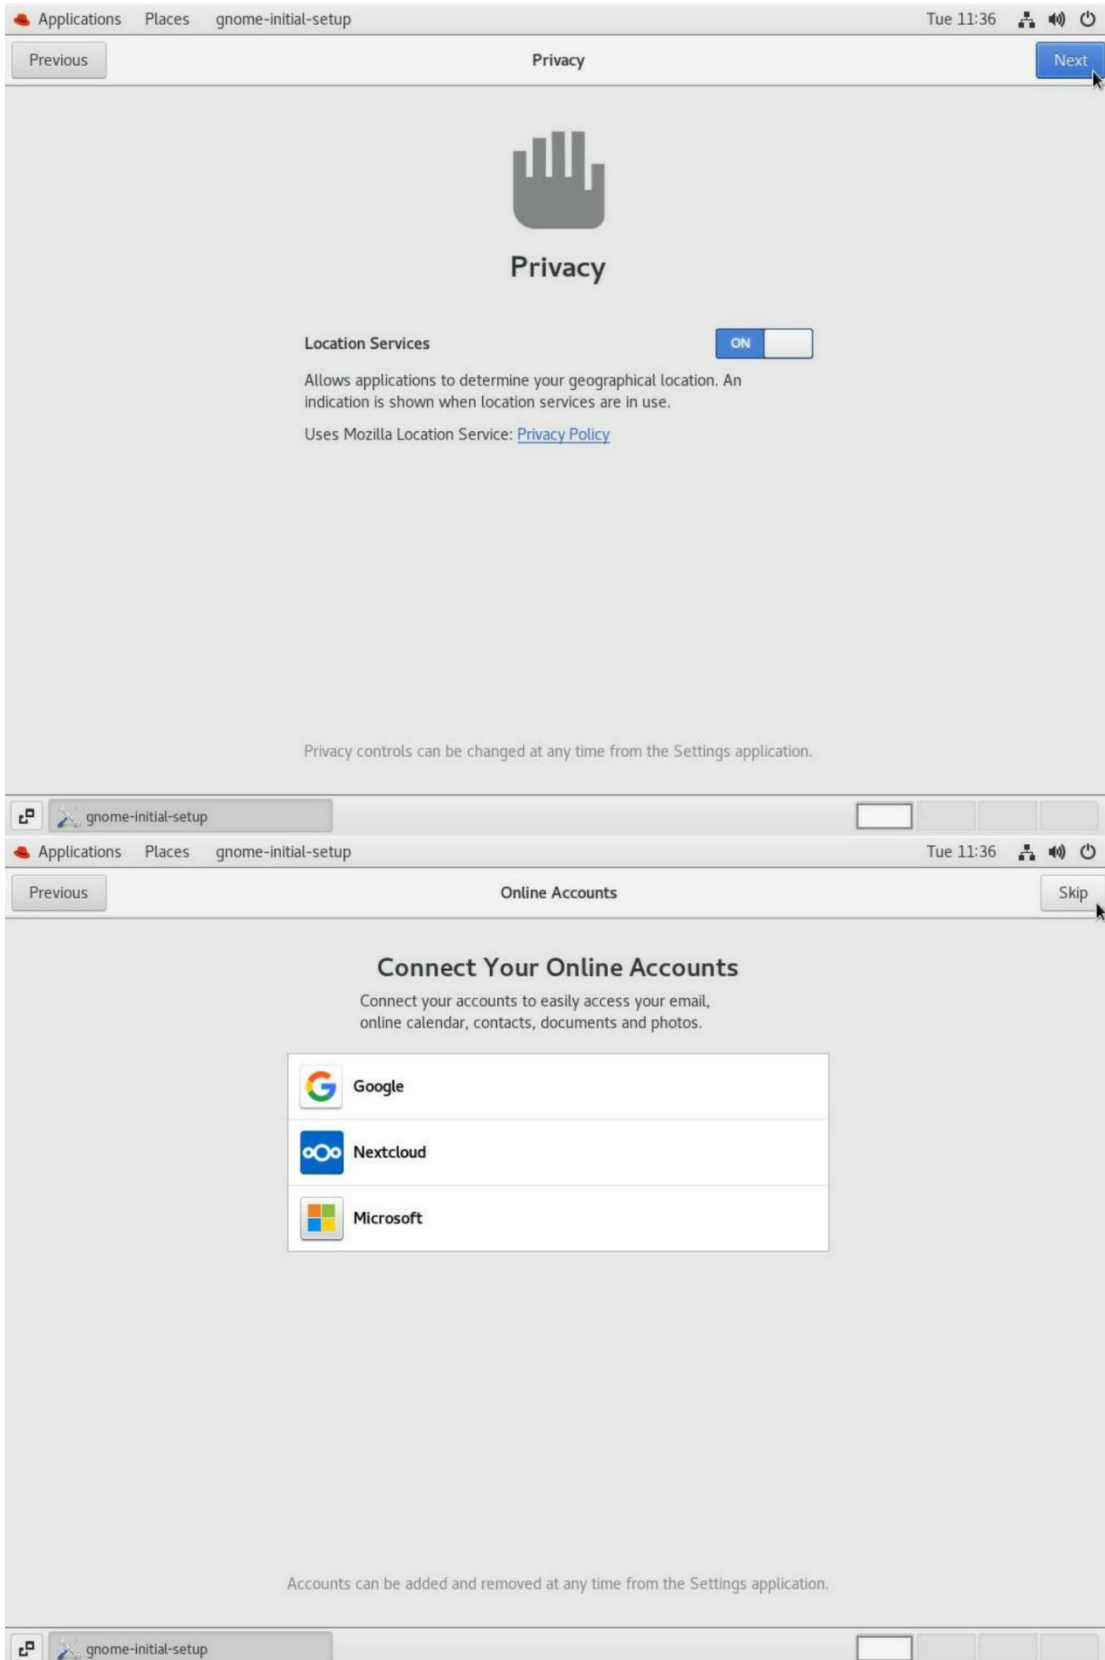 Applications Places gnome-initial-setup Tue 11:36
Previous Privacy Next
Privacy
Location Services ON
Allows applications to determine your geographical location. An
indication is shown when location services are in use.
Uses Mozilla Location Service: Privacy Policy
Privacy controls can be changed at any time from the Settings application.
gnome-initial-setup
Applications Places gnome-initial-setup Tue 11:36
Previous Online Accounts Skip
Connect Your Online Accounts
Connect your accounts to easily access your email,
online calendar, contacts, documents and photos.
Google
Nextcloud
Microsoft
Accounts can be added and removed at any time from the Settings application.
gnome-initial-setup